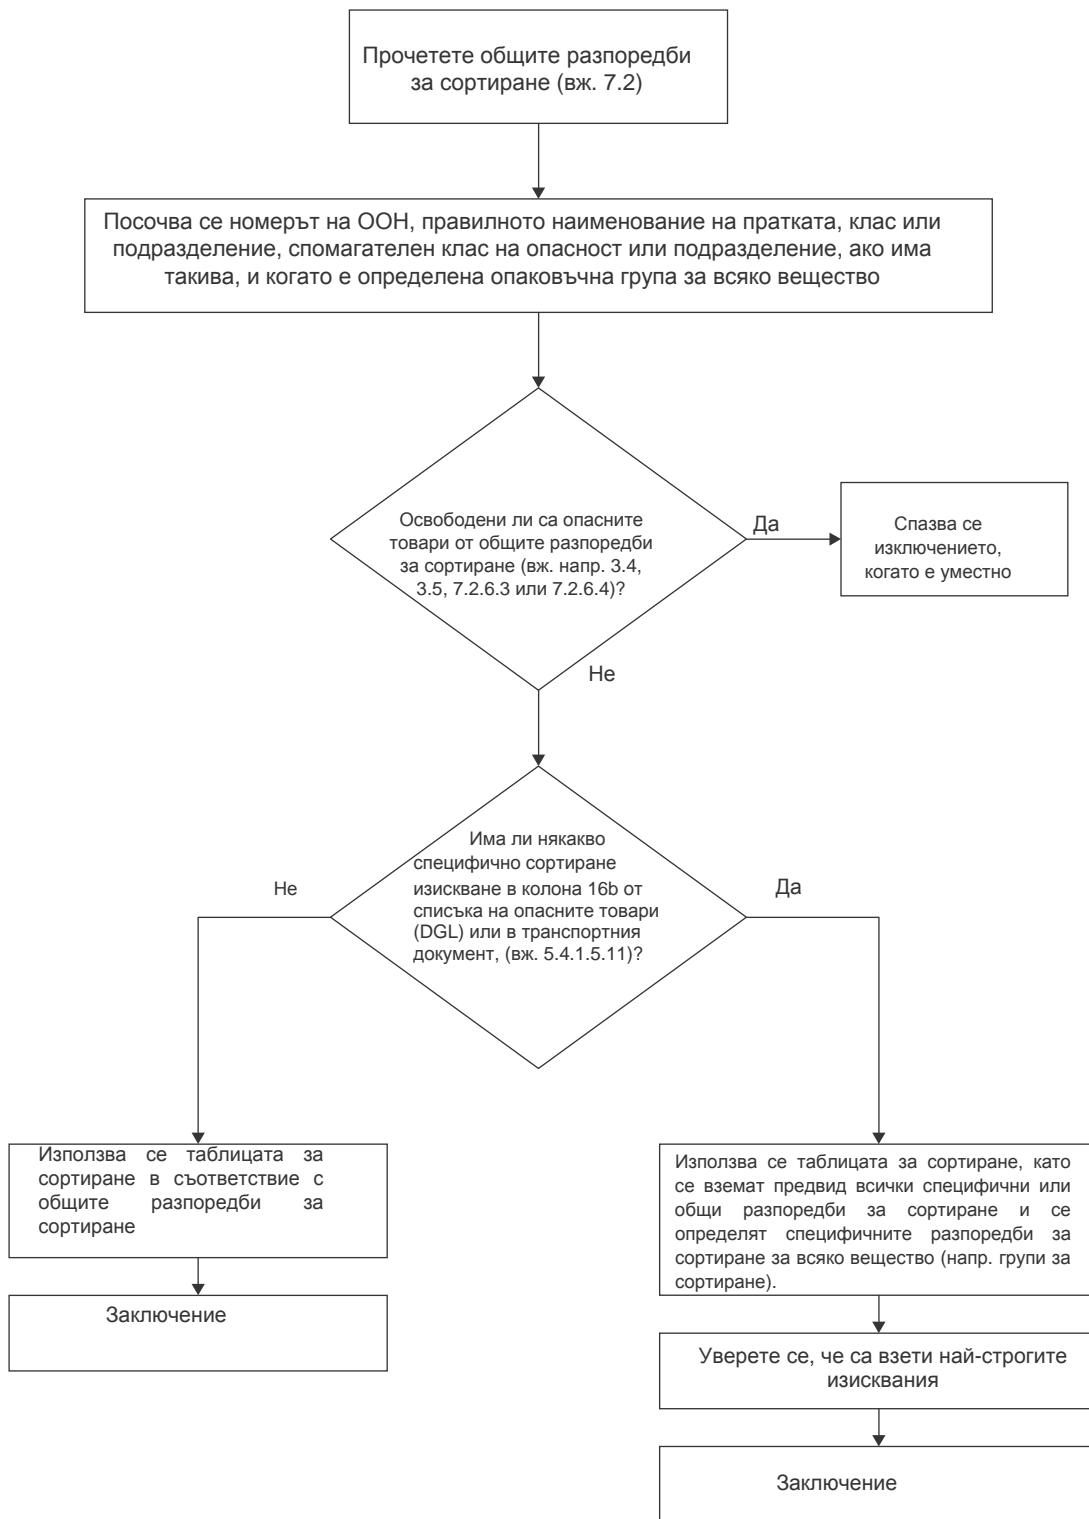 Прочетете общите разпоредби
за сортиране (вж. 7.2)
Посочва се номерът на ООН, правилното наименование на пратката, клас или
подразделение, спомагателен клас на опасност или подразделение, ако има
такива, и когато е определена опаковъчна група за всяко вещество
Освободени ли са опасните
товари от общите разпоредби
за сортиране (вж. напр. 3.4,
3.5, 7.2.6.3 или 7.2.6.4)?
Да
Спазва се
изключението,
когато е уместно
Не
Има ли някакво
специфично сортиране
изискване в колона 16b от
списъка на опасните товари
(DGL) или в транспортния
документ, (вж. 5.4.1.5.11)?
Не
Да
Използва се таблицата за
сортиране в съответствие с
общите разпоредби за
сортиране
Заключение
Използва се таблицата за сортиране, като
се вземат предвид всички специфични или
общи разпоредби за сортиране и се
определят специфичните разпоредби за
сортиране за всяко вещество (напр. групи за
сортиране).
Уверете се, че са взети най-строгите
изисквания
Заключение